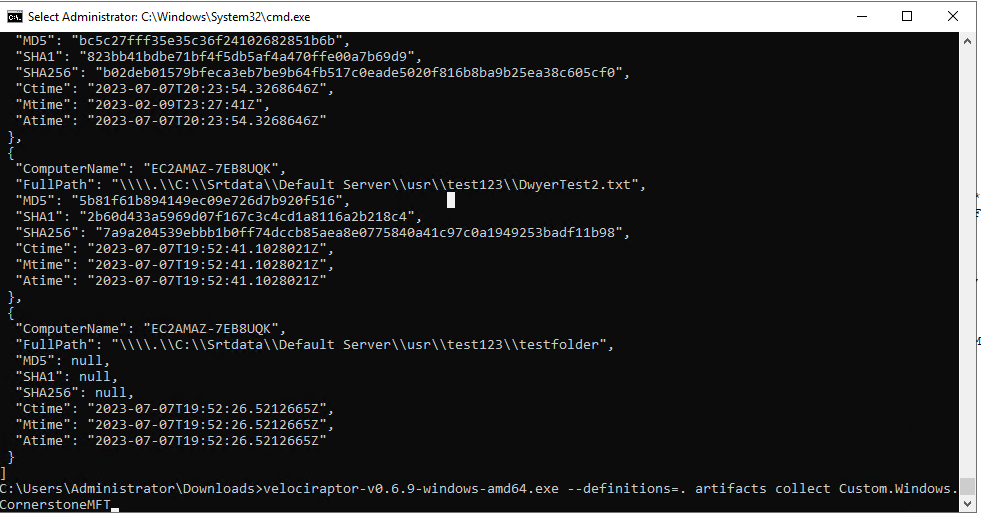 Select Administrator: C:\Windows\System32\cmd.exe
"MD5": "bc5c27fff35e35c36f24102682851b6b",
"SHA1": "823bb41bdbe71bf4f5db5af4a470ffe00a7b69d9",
"SHA256": "b02deb01579bfeca3eb7be9b64fb517c0eade5020f816b8ba9b25ea38c605cf0",
"Ctime": "2023-07-07T20:23:54.3268646Z",
"Mtime": "2023-02-09T23:27:41Z",
"Atime": "2023-07-07T20:23:54.3268646Z"
},
{
"ComputerName": "EC2AMAZ-7EB8UQK",
"FullPath": "\\\\.\\C:\\Srtdata\\Default Server\\usr\\test123\\DwyerTest2.txt",
"MD5": "5b81f61b894149ec09e726d7b920f516",
"SHA1": "2b60d433a5969d07f167c3c4cd1a8116a2b218c4",
"SHA256": "7a9a204539ebbb1b0ff74dccb85aea8e0775840a41c97c0a1949253badf11b98",
"Ctime": "2023-07-07T19:52:41.1028021Z",
"Mtime": "2023-07-07T19:52:41.1028021Z",
"Atime": "2023-07-07T19:52:41.1028021Z"
},
{
"ComputerName": "EC2AMAZ-7EB8UQK",
"FullPath": "\\\\.\\C:\\Srtdata\\Default Server\\usr\\test123\\testfolder",
"MD5": null,
"SHA1": null,
"SHA256": null,
"Ctime": "2023-07-07T19:52:26.5212665Z",
"Mtime": "2023-07-07T19:52:26.5212665Z",
"Atime": "2023-07-07T19:52:26.5212665Z"
}
]
C:\Users\Administrator\Downloads>velociraptor-v0.6.9-windows-amd64.exe --definitions=. artifacts collect Custom.Windows.
CornerstoneMFT